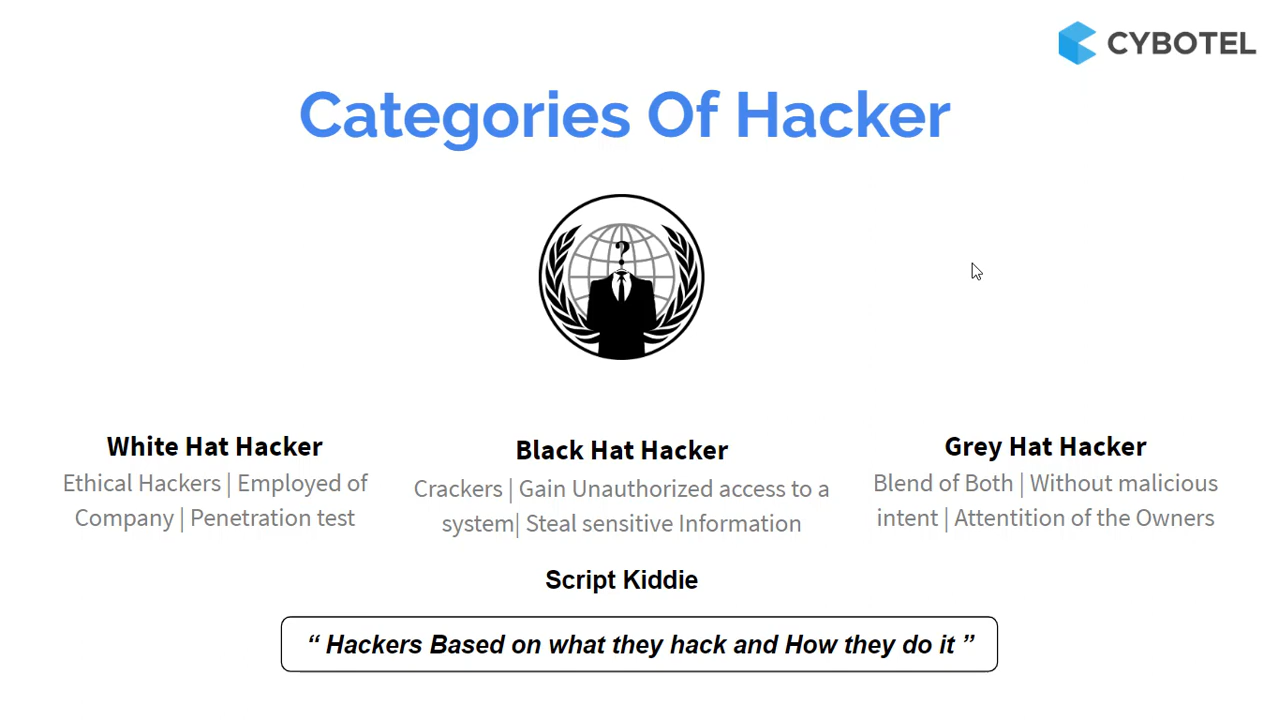 CYBOTEL
Categories Of Hacker
?
White Hat Hacker
Ethical Hackers | Employed of
Company | Penetration test
Black Hat Hacker
Crackers | Gain Unauthorized access to a
system| Steal sensitive Information
Grey Hat Hacker
Blend of Both | Without malicious
intent | Attentition of the Owners
Script Kiddie
“ Hackers Based on what they hack and How they do it ”